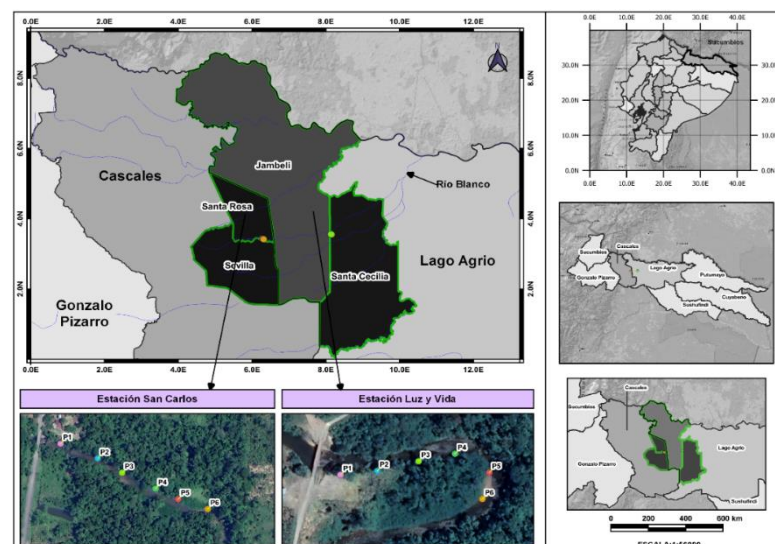 0.0E 2.0E 4.0E 6.0E 8.0E 10.0E 12.0E
8.0N
6.0N
4.0N
2.0N
Cascales
Jambelí
Río Blanco
Santa Rosa
Sevilla
Santa Cecilia
Lago Agrio
Gonzalo
Pizarro
0.0E 2.0E 4.0E 6.0E 8.0E 10.0E 12.0E
Estación San Carlos
P1
P2
P3
P4
P5
P6
Estación Luz y Vida
P1
P2
P3
P4
P5
P6
0.0E 10.0E 20.0E 30.0E 40.0E
Sucumbíos
30.0N 30.0N
20.0N 20.0N
10.0N 10.0N
0.0E 10.0E 20.0E 30.0E 40.0E
Sucumbíos
Cascales
Gonzalo Pizarro
Lago Agrio
Putumayo
Cuyabeno
Shushufindi
Cascales
Sucumbíos
Gonzalo Pizarro
Lago Agrio
Shushufindi
0 200 400 600 km